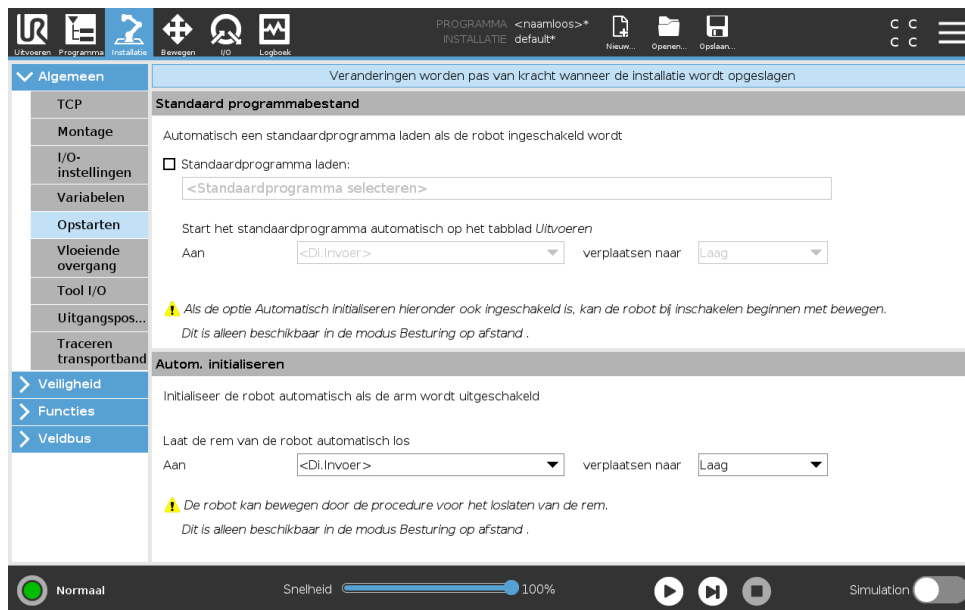 PROGRAMMA <naamloos>*
INSTALLATIE default*
Uitvoeren Programma Installatie Bewegen I/O Logboek Nieuw... Openen... Opslaan...
C C
C C
Algemeen
TCP
Montage
I/O-
instellingen
Variabelen
Opstarten
Vloeiende
overgang
Tool I/O
Uitgangspos...
Traceren
transportband
Veiligheid
Functies
Veldbus
Veranderingen worden pas van kracht wanneer de installatie wordt opgeslagen
Standaard programmabestand
Automatisch een standaardprogramma laden als de robot ingeschakeld wordt
Standaardprogramma laden:
<Standaardprogramma selecteren>
Start het standaardprogramma automatisch op het tabblad Uitvoeren
Aan <Di.Invoer> verplaatsen naar Laag
Als de optie Automatisch initialiseren hieronder ook ingeschakeld is, kan de robot bij inschakelen beginnen met bewegen.
Dit is alleen beschikbaar in de modus Besturing op afstand .
Autom. initialiseren
Initialiseer de robot automatisch als de arm wordt uitgeschakeld
Laat de rem van de robot automatisch los
Aan <Di.Invoer> verplaatsen naar Laag
De robot kan bewegen door de procedure voor het loslaten van de rem.
Dit is alleen beschikbaar in de modus Besturing op afstand .
Normaal Snelheid 100% Simulation